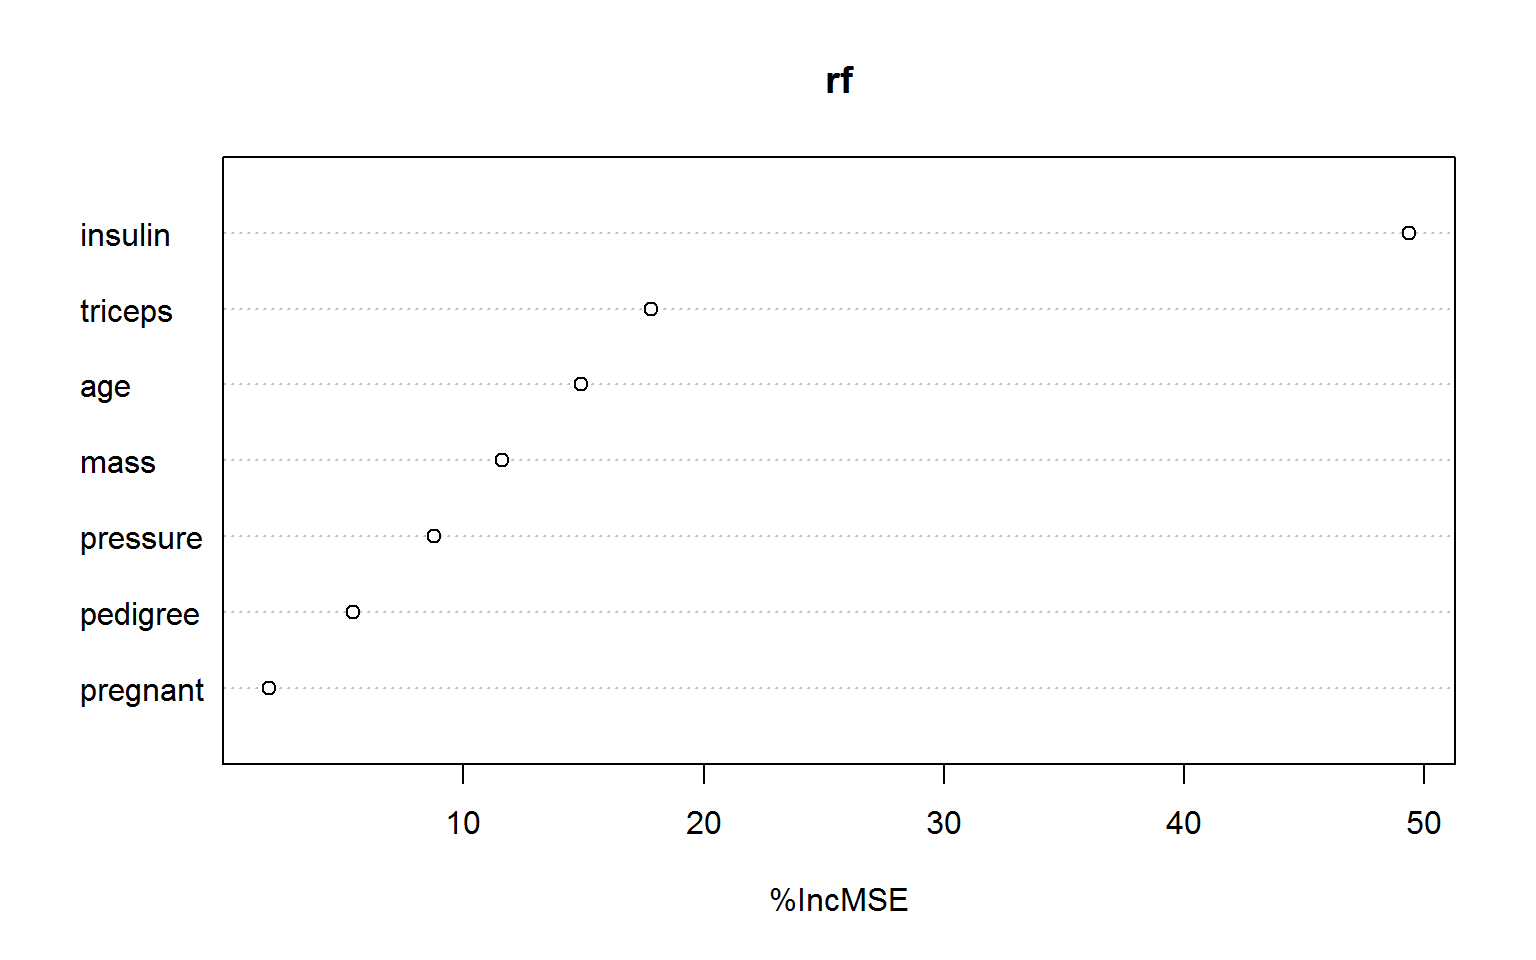 rf
insulin
triceps
age
mass
pressure
pedigree
pregnant
10 20 30 40 50
%IncMSE